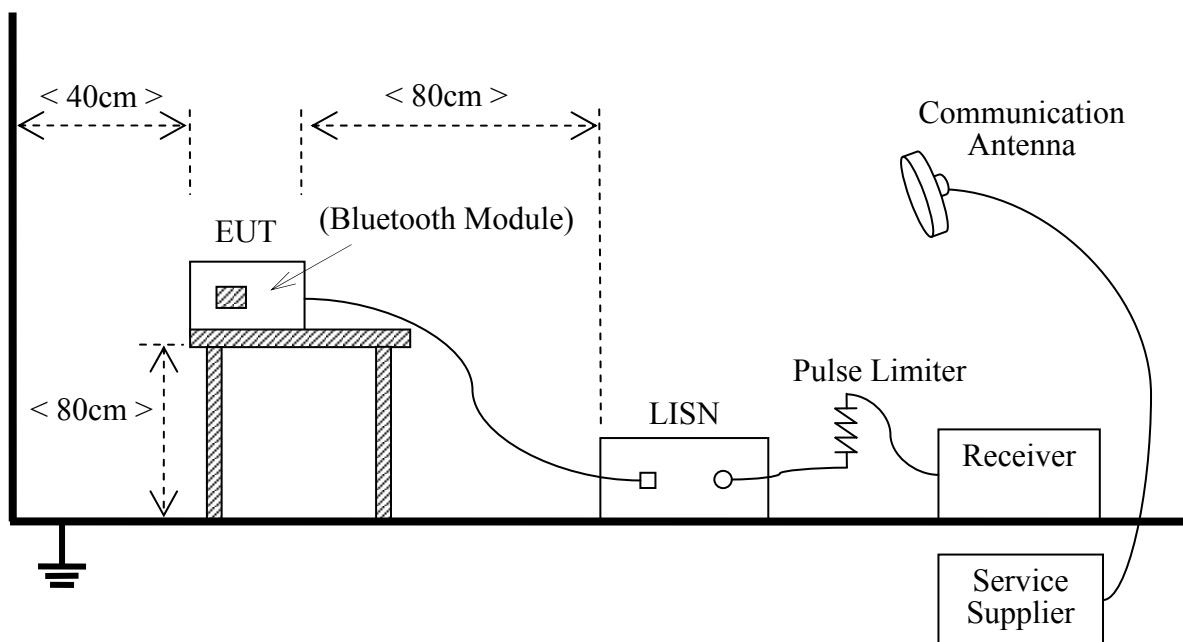 < 40cm >
< 80cm >
Communication
Antenna
EUT
(Bluetooth Module)
< 80cm >
Pulse Limiter
LISN
Receiver
Service
Supplier